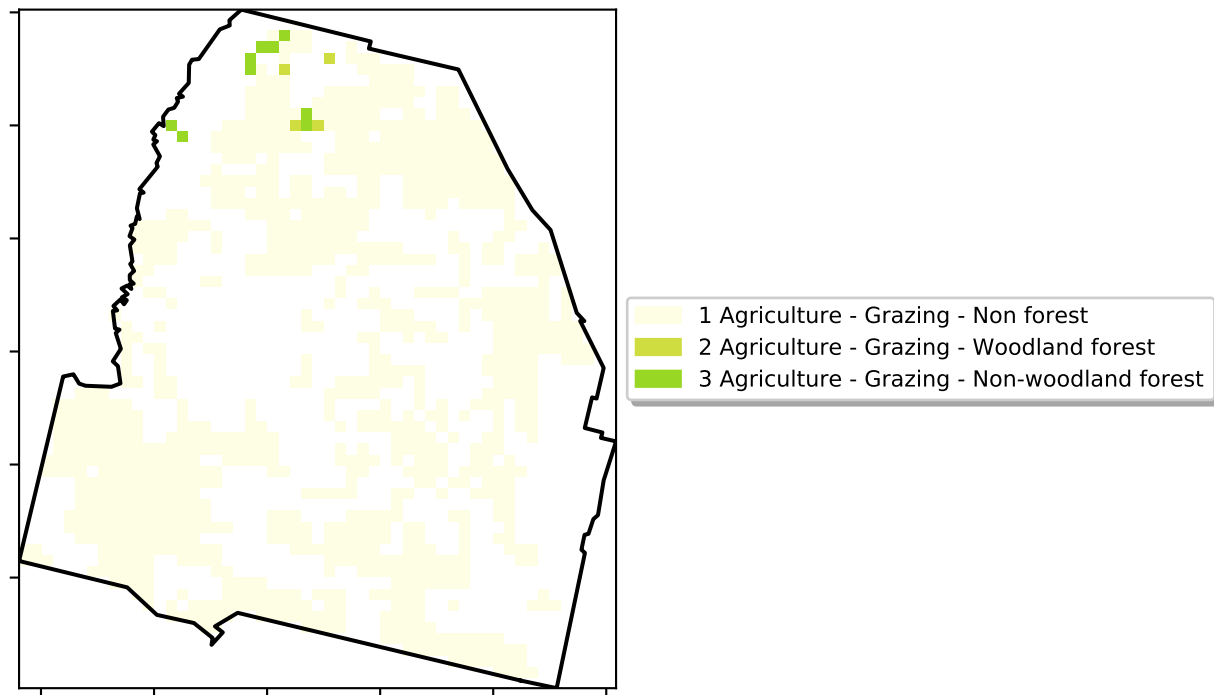 1 Agriculture - Grazing - Non forest
2 Agriculture - Grazing - Woodland forest
3 Agriculture - Grazing - Non-woodland forest